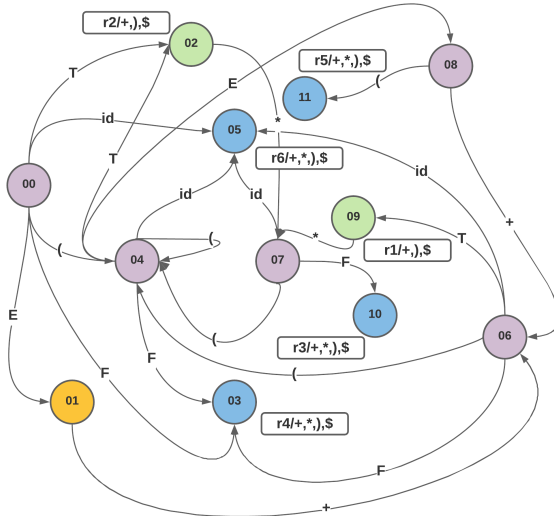 r2/+,),$
02
08
r5/+,*,),$
T
E
(
11
id
*
05
T
r6/+,*,),$
id
00
id
id
09
+
(
(
*
T
04
07
F
r1/+,),$
10
E
06
(
r3/+,*,),$
F
F
(
01
03
r4/+,*,),$
F
+